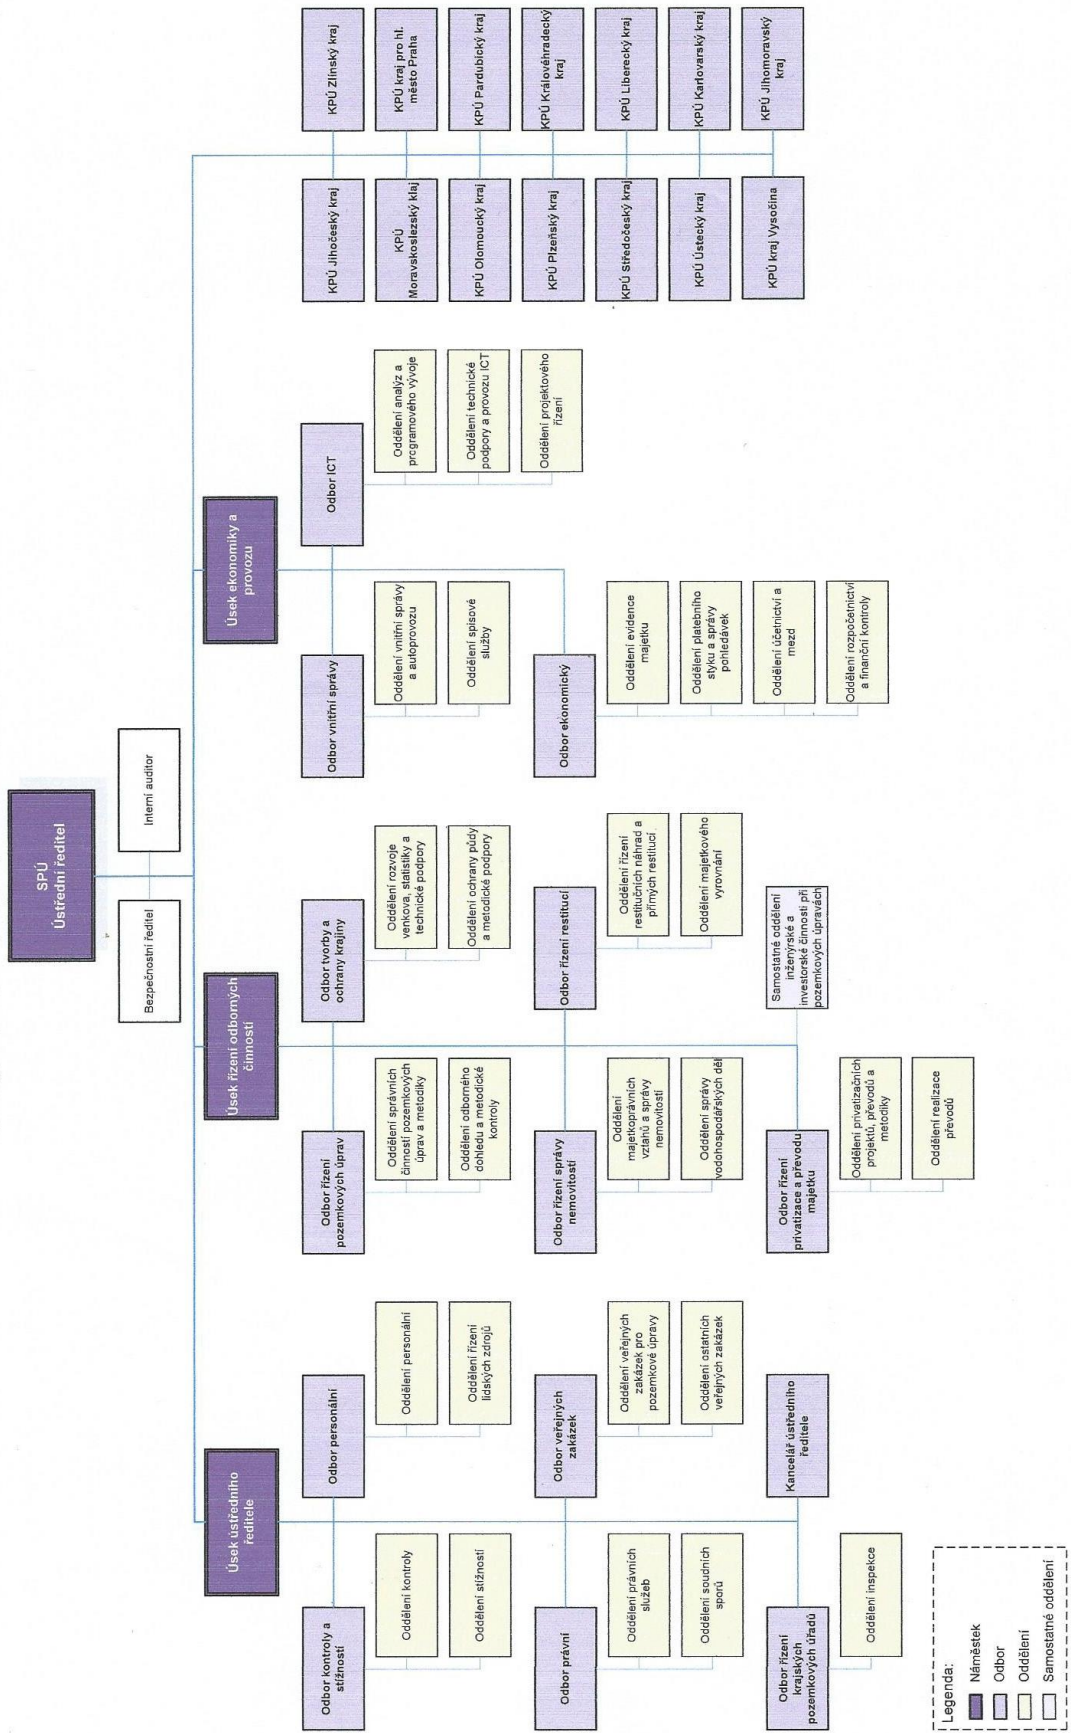 SPÚ
Ústřední ředitel
Bezpečnostní ředitel
Interní auditor
Úsek ústředního
ředitele
Odbor kontroly a
stížností
Oddělení kontroly
Oddělení stížností
Odbor personální
Oddělení personální
Oddělení řízení
lidských zdrojů
Odbor právní
Oddělení právních
služeb
Oddělení soudních
sporů
Odbor veřejných
zakázek
Oddělení veřejných
zakázek pro
pozemkové úpravy
Oddělení ostatních
veřejných zakázek
Odbor řízení
krajských
pozemkových úřadů
Oddělení inspekce
Kancelář ústředního
ředitele
Úsek řízení odborných
činností
Odbor řízení
pozemkových úprav
Oddělení správních
činností pozemkových
úprav a metodiky
Oddělení odborného
dohledu a metodické
kontroly
Odbor tvorby a
ochrany krajiny
Oddělení rozvoje
venkova, statistiky a
technické podpory
Oddělení ochrany půdy
a metodické podpory
Odbor řízení správy
nemovitostí
Oddělení
majetkoprávních
vztahů a správy
nemovitostí
Oddělení správy
vodohospodářských děl
Odbor řízení restitucí
Oddělení řízení
restitučních náhrad a
přímých restitucí
Oddělení majetkového
vyrovnání
Odbor řízení
privatizace a převodu
majetku
Oddělení privatizačních
projektů, převodů a
metodiky
Oddělení realizace
převodů
Samostatné oddělení
inženýrské a
investorské činnosti při
pozemkových úpravách
Úsek ekonomiky a
provozu
Odbor vnitřní správy
Oddělení vnitřní správy
a autoprovozu
Oddělení spisové
služby
Odbor ICT
Oddělení analýz a
programového vývoje
Oddělení technické
podpory a provozu ICT
Oddělení projektového
řízení
Odbor ekonomický
Oddělení evidence
majetku
Oddělení platebního
styku a správy
pohledávek
Oddělení účetnictví a
mezd
Oddělení rozpočetnictví
a finanční kontroly
KPÚ Jihočeský kraj
KPÚ Zlínský kraj
KPÚ
Moravskoslezský klaj
KPÚ kraj pro hl.
město Praha
KPÚ Olomoucký kraj
KPÚ Pardubický kraj
KPÚ Plzeňský kraj
KPÚ Královéhradecký
kraj
KPÚ Středočeský kraj
KPÚ Liberecký kraj
KPÚ Ústecký kraj
KPÚ Karlovarský kraj
KPÚ kraj Vysočina
KPÚ Jihomoravský
kraj
Legenda:
Náměstek
Odbor
Oddělení
Samostatné oddělení